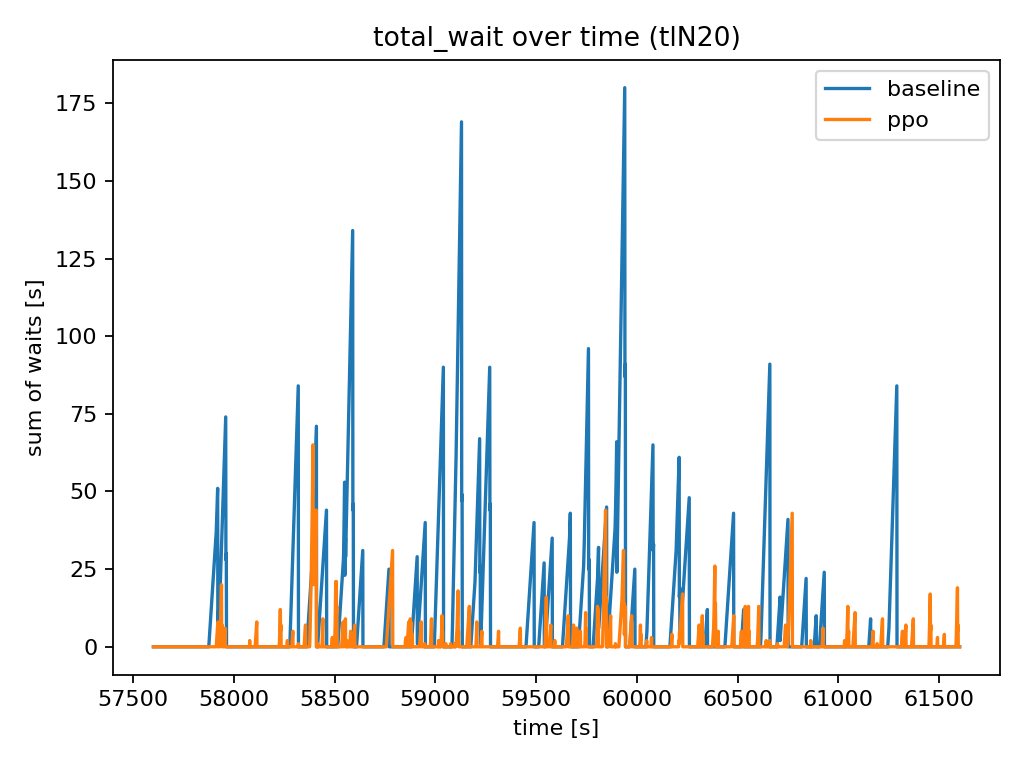 total_wait over time (tlN20)
baseline
ppo
175
150
125
100
75
50
25
0
sum of waits [s]
57500 58000 58500 59000 59500 60000 60500 61000 61500
time [s]